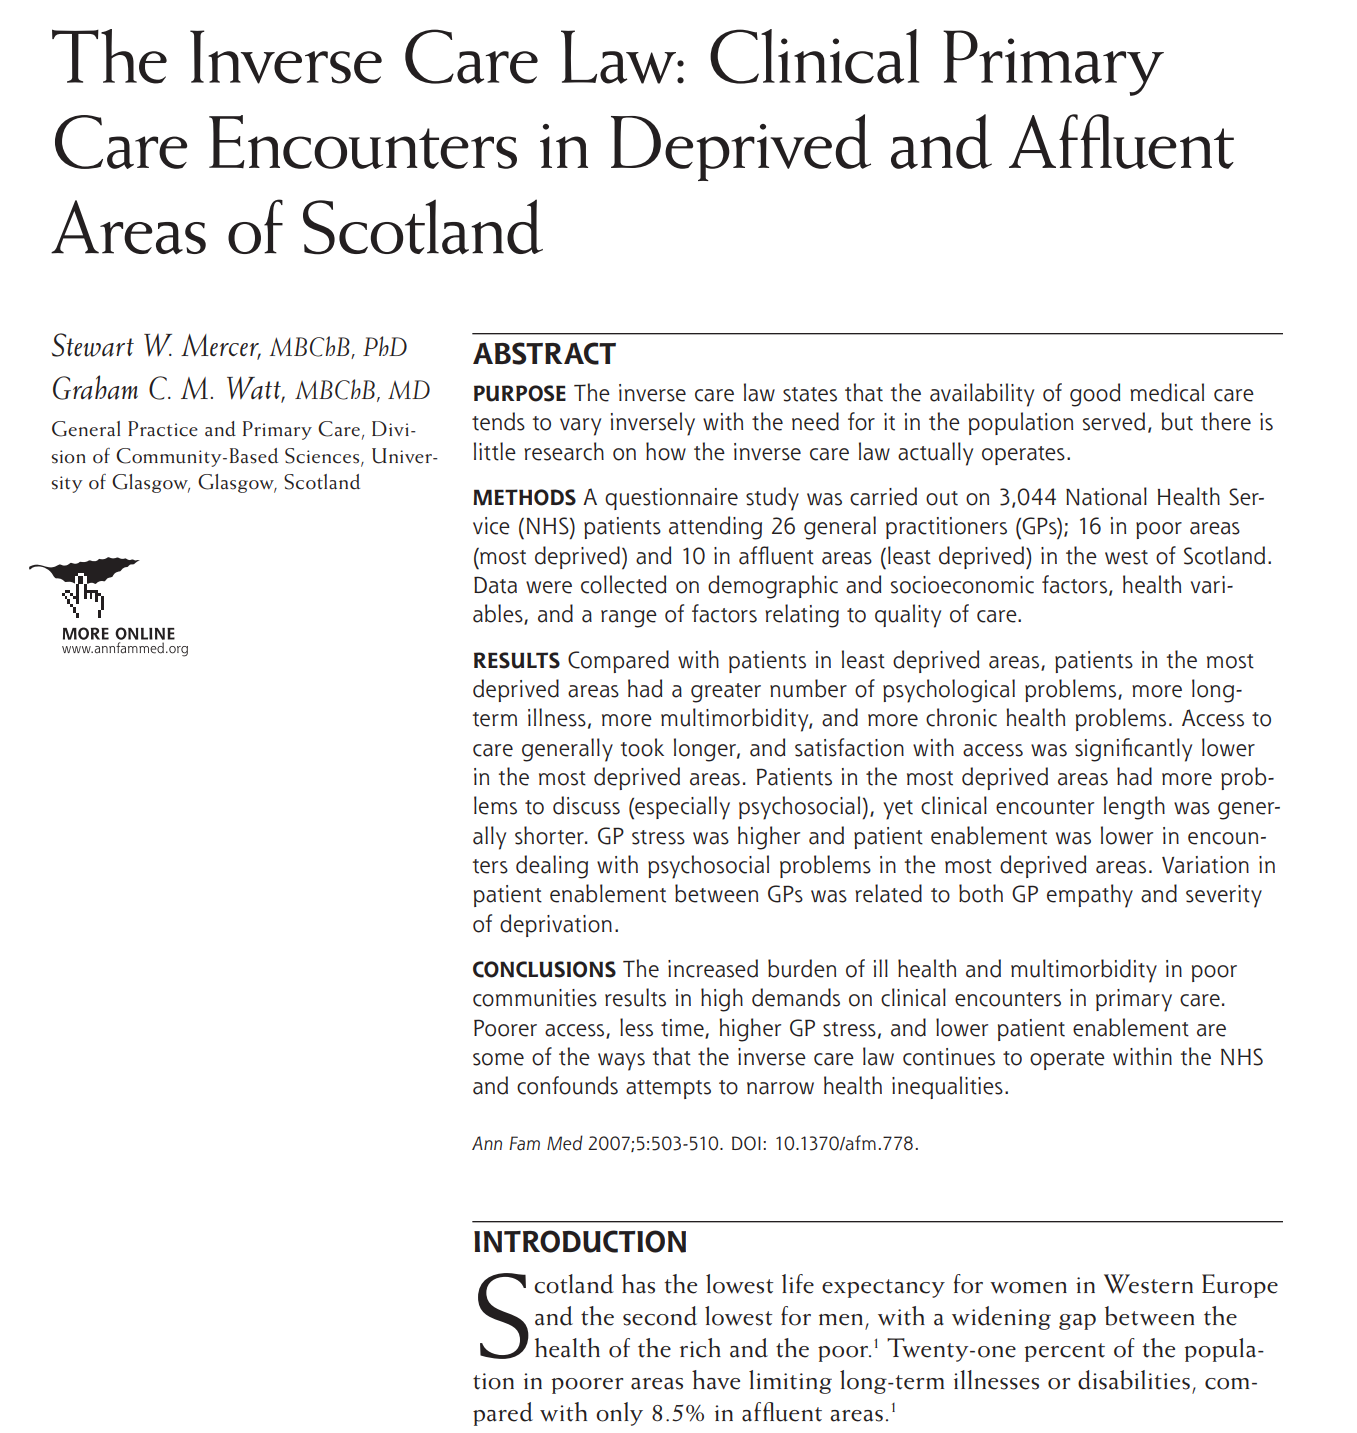 The Inverse Care Law: Clinical Primary
Care Encounters in Deprived and Affluent
Areas of Scotland
Stewart W. Mercer, MBChB, PhD
Graham C. M. Watt, MBChB, MD
General Practice and Primary Care, Divi-
sion of Community-Based Sciences, Univer-
sity of Glasgow, Glasgow, Scotland
MORE ONLINE
www.annfammed.org
ABSTRACT
PURPOSE The inverse care law states that the availability of good medical care
tends to vary inversely with the need for it in the population served, but there is
little research on how the inverse care law actually operates.
METHODS A questionnaire study was carried out on 3,044 National Health Ser-
vice (NHS) patients attending 26 general practitioners (GPs); 16 in poor areas
(most deprived) and 10 in affluent areas (least deprived) in the west of Scotland.
Data were collected on demographic and socioeconomic factors, health vari-
ables, and a range of factors relating to quality of care.
RESULTS Compared with patients in least deprived areas, patients in the most
deprived areas had a greater number of psychological problems, more long-
term illness, more multimorbidity, and more chronic health problems. Access to
care generally took longer, and satisfaction with access was significantly lower
in the most deprived areas. Patients in the most deprived areas had more prob-
lems to discuss (especially psychosocial), yet clinical encounter length was gener-
ally shorter. GP stress was higher and patient enablement was lower in encoun-
ters dealing with psychosocial problems in the most deprived areas. Variation in
patient enablement between GPs was related to both GP empathy and severity
of deprivation.
CONCLUSIONS The increased burden of ill health and multimorbidity in poor
communities results in high demands on clinical encounters in primary care.
Poorer access, less time, higher GP stress, and lower patient enablement are
some of the ways that the inverse care law continues to operate within the NHS
and confounds attempts to narrow health inequalities.
Ann Fam Med 2007;5:503-510. DOI: 10.1370/afm.778.
INTRODUCTION
Scotland has the lowest life expectancy for women in Western Europe
and the second lowest for men, with a widening gap between the
health of the rich and the poor.1 Twenty-one percent of the popula-
tion in poorer areas have limiting long-term illnesses or disabilities, com-
pared with only 8.5% in affluent areas.1